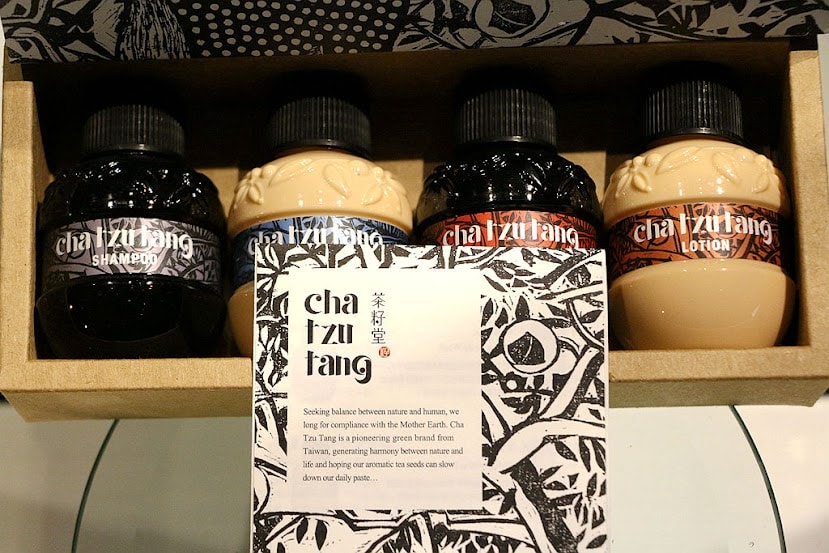 cha tzu tang
SHAMPOO
cha tzu tang
cha tzu tang
cha tzu tang
LOTION
cha
tzu
tang
茶籽堂
Seeking balance between nature and human, we
long for compliance with the Mother Earth. Cha
Tzu Tang is a pioneering green brand from
Taiwan, generating harmony between nature and
life and hoping our aromatic tea seeds can slow
down our daily paste…